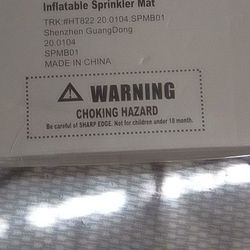 Inflatable Sprinkler Mat
TRK:#HT822 20.0104.SPMB01
Shenzhen GuangDong
20.0104
SPMB01
MADE IN CHINA
WARNING
CHOKING HAZARD
Be careful of SHARP EDGE. Not for children under 18 month.